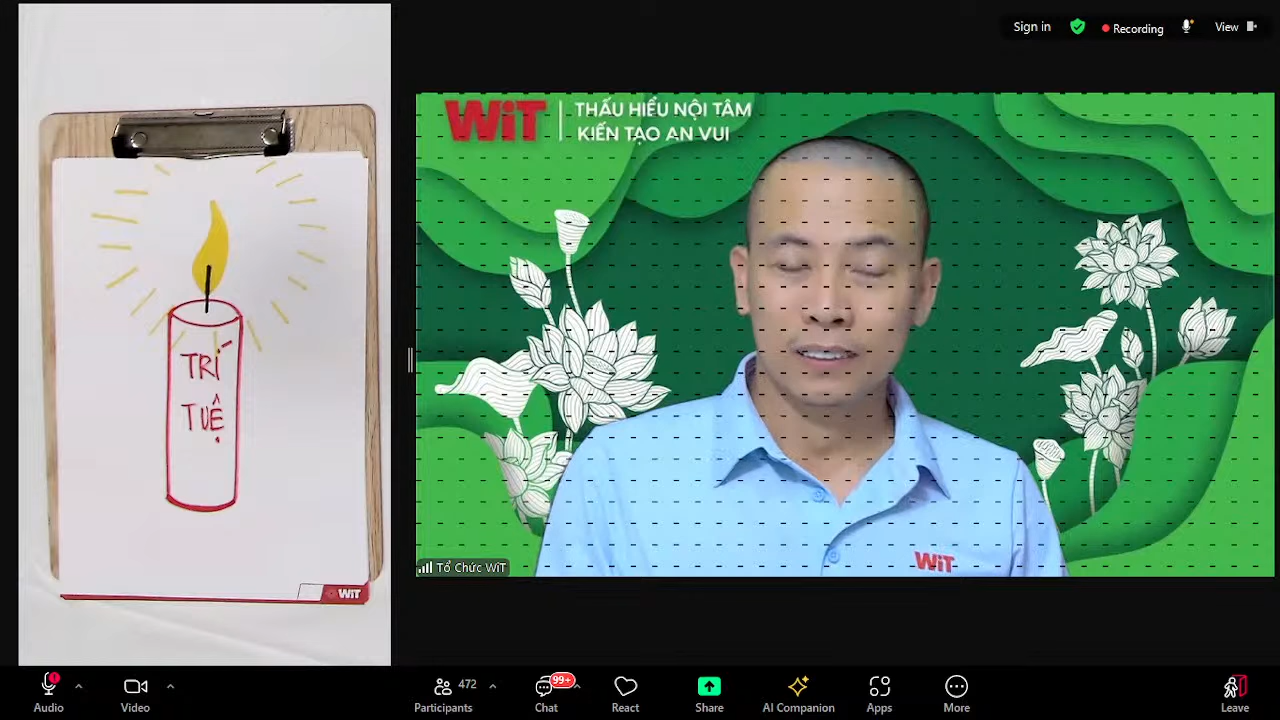 Sign in
Recording
View
WiT
THẤU HIỂU NỘI TÂM
KIẾN TẠO AN VUI
TRÍ
TUỆ
WiT
WiT
Tổ Chức WiT
Audio
Video
472
Participants
99+
Chat
React
Share
AI Companion
Apps
More
Leave